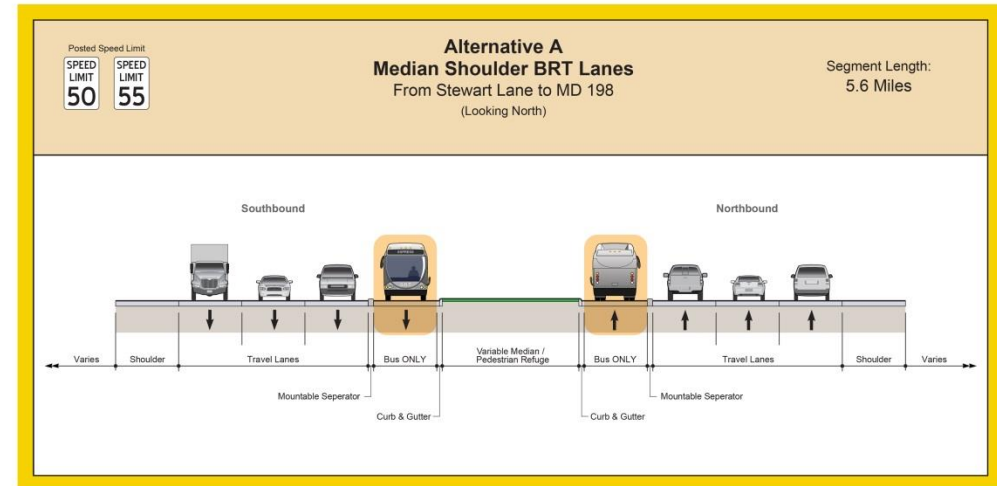 Posted Speed Limit
SPEED
LIMIT
50
SPEED
LIMIT
55
Alternative A
Median Shoulder BRT Lanes
From Stewart Lane to MD 198
(Looking North)
Segment Length:
5.6 Miles
Southbound
Northbound
EXPRESS
Varies
Shoulder
Travel Lanes
Bus ONLY
Variable Median /
Pedestrian Refuge
Bus ONLY
Travel Lanes
Shoulder
Varies
Mountable Seperator
Mountable Seperator
Curb & Gutter
Curb & Gutter